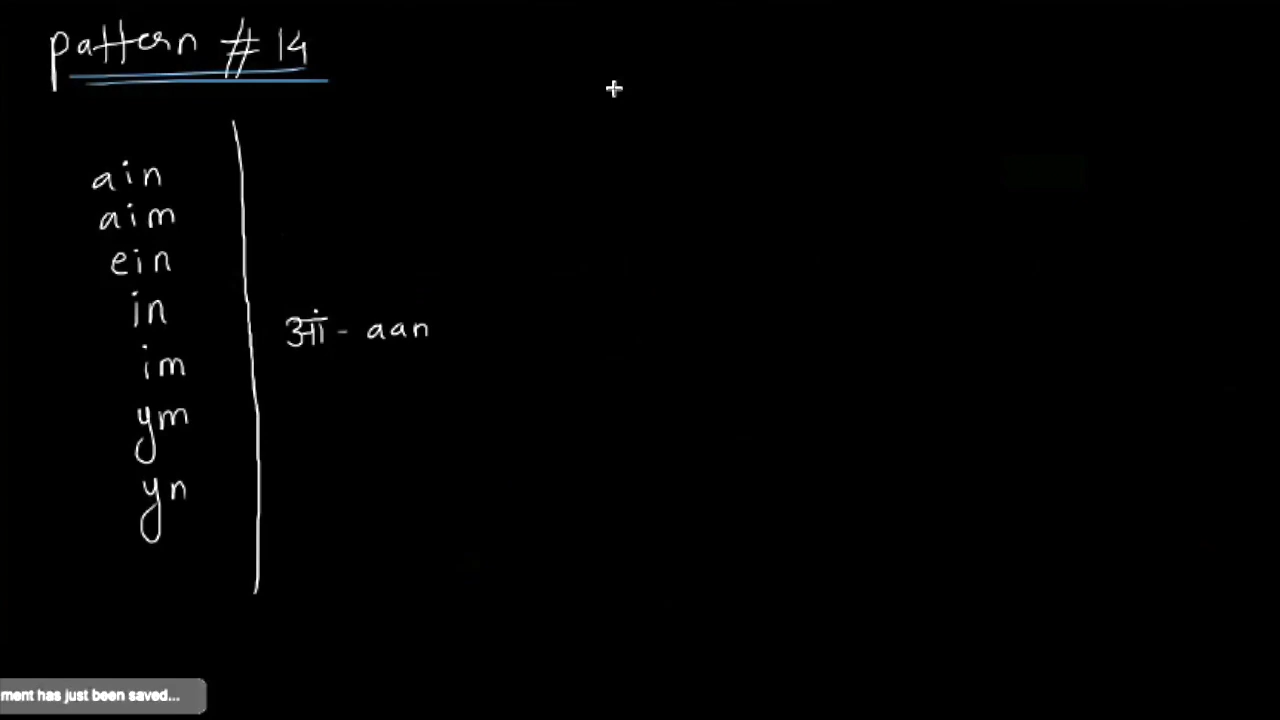 pattern # 14
ain
aim
ein
in
im
ym
yn
आं - aan
ment has just been saved...